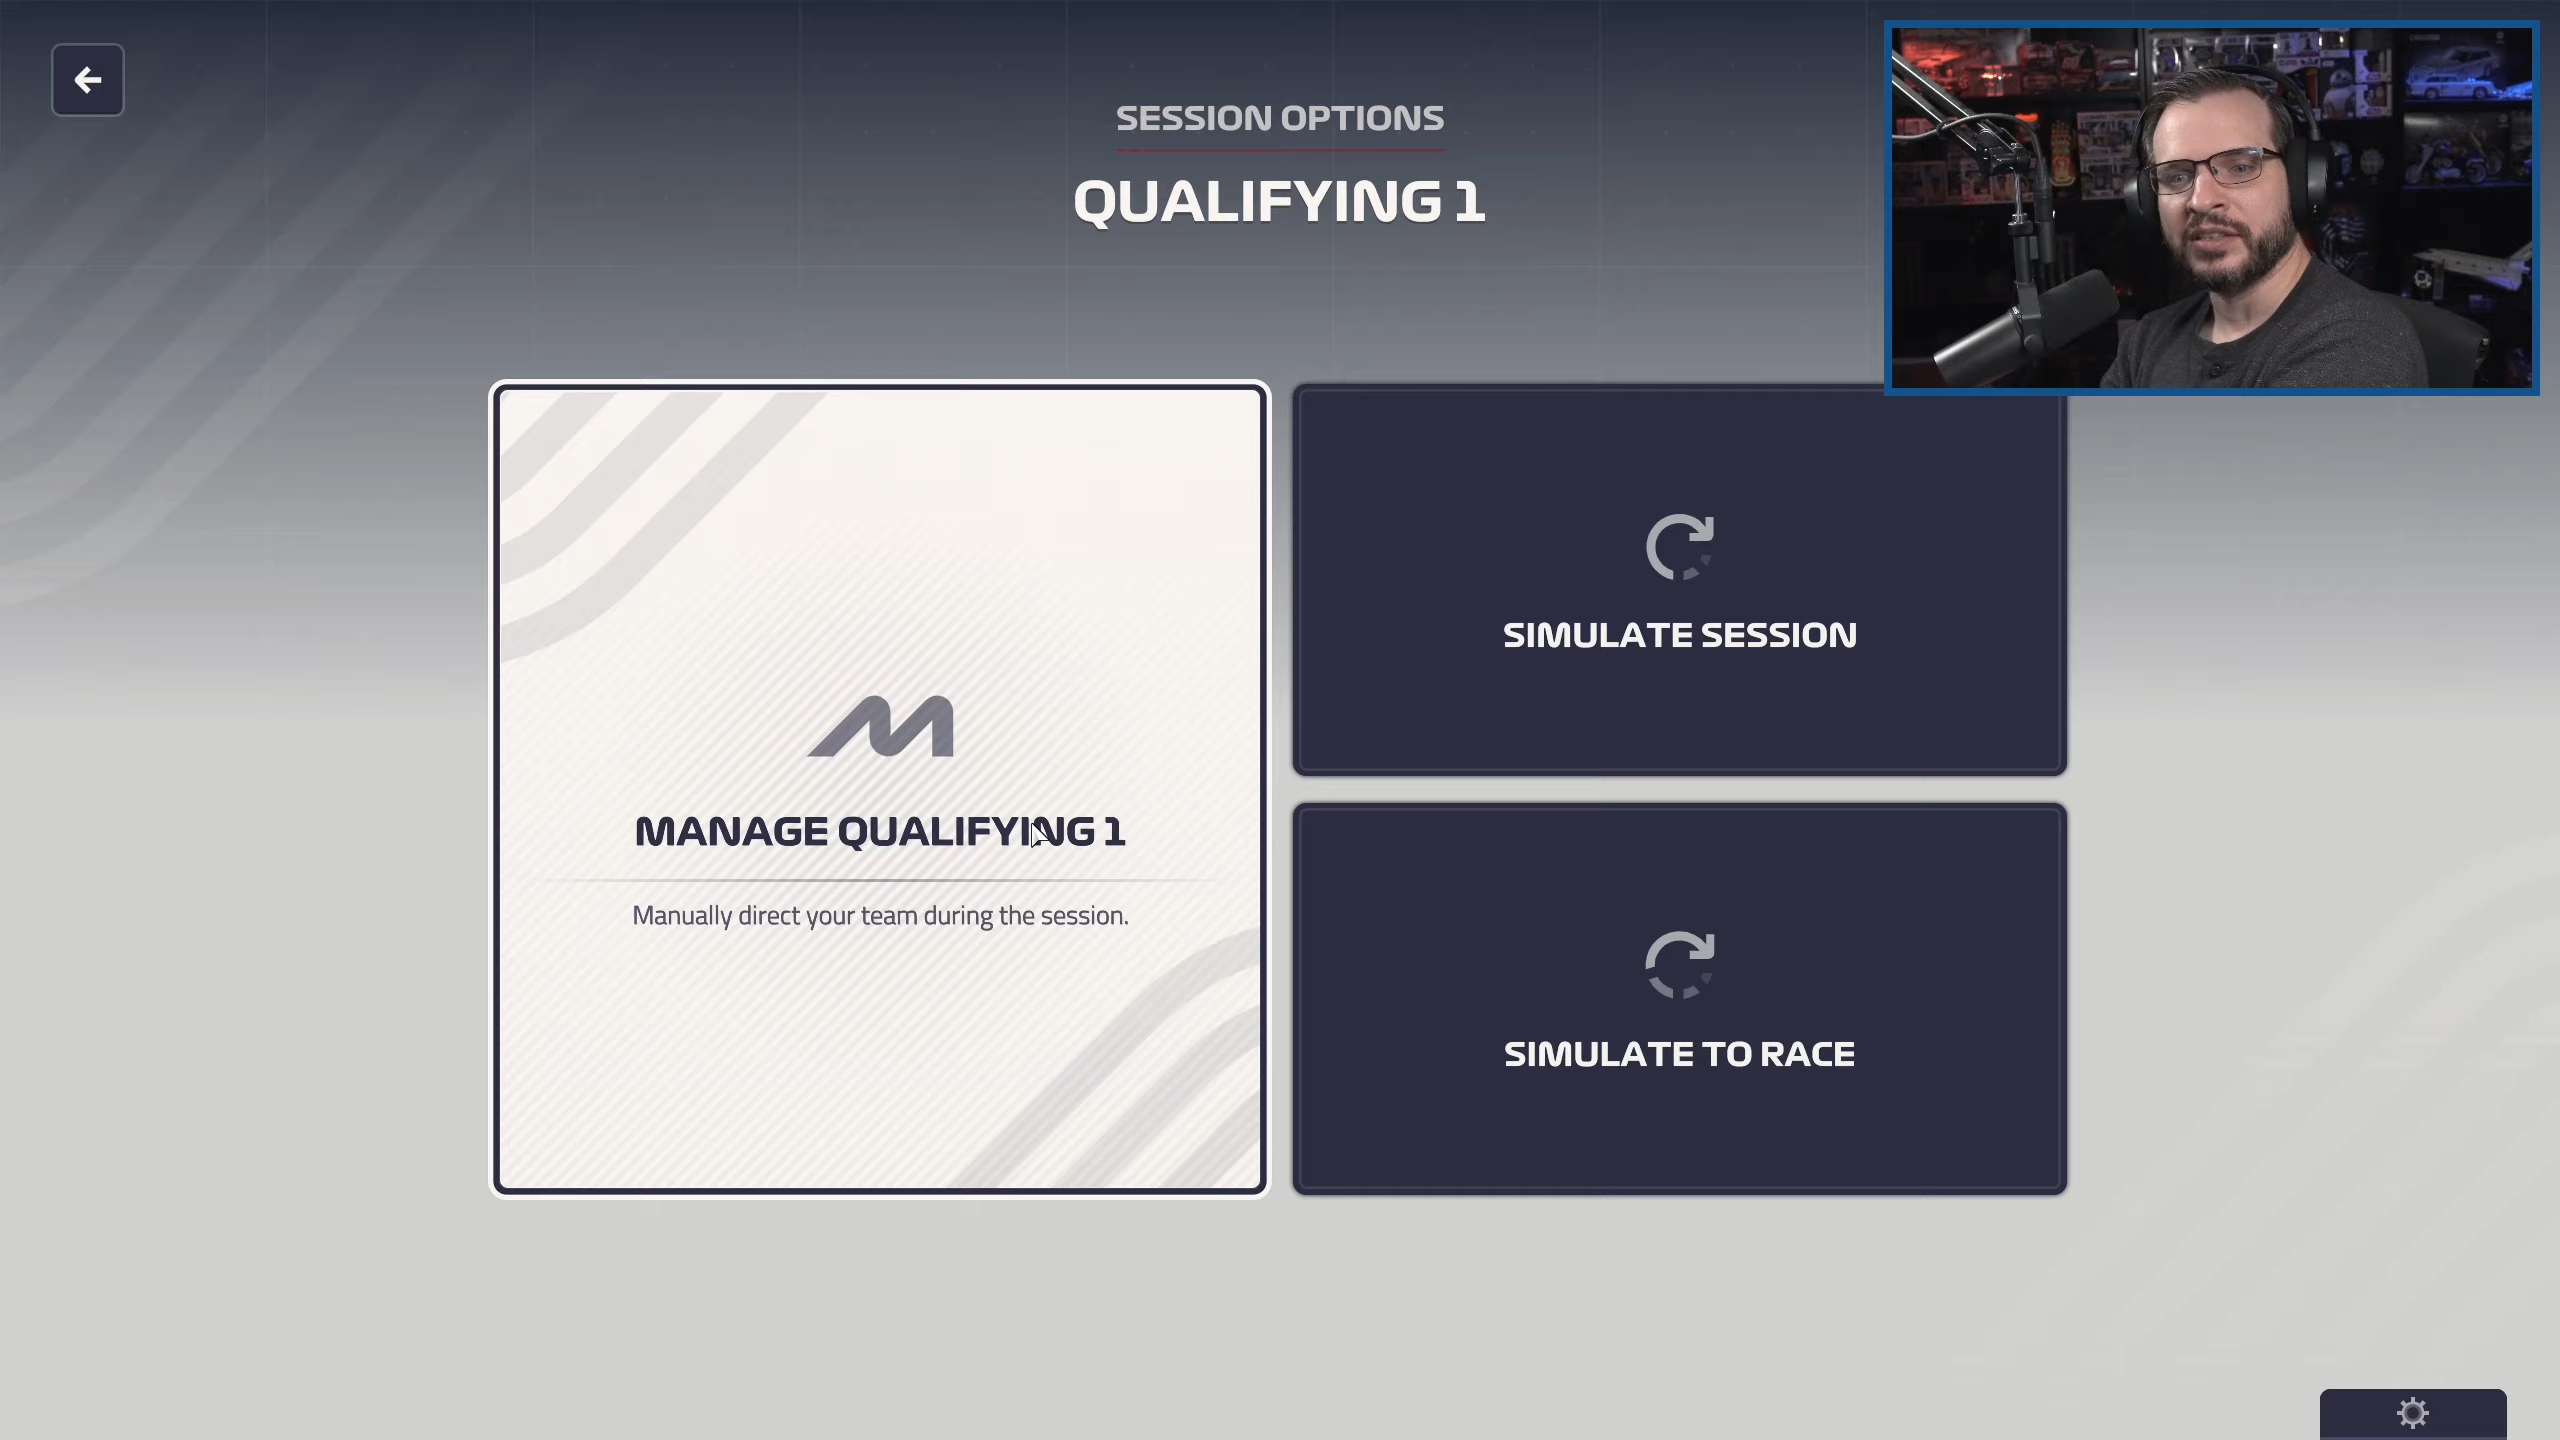 SESSION OPTIONS
QUALIFYING 1
MANAGE QUALIFYING 1
Manually direct your team during the session.
SIMULATE SESSION
SIMULATE TO RACE